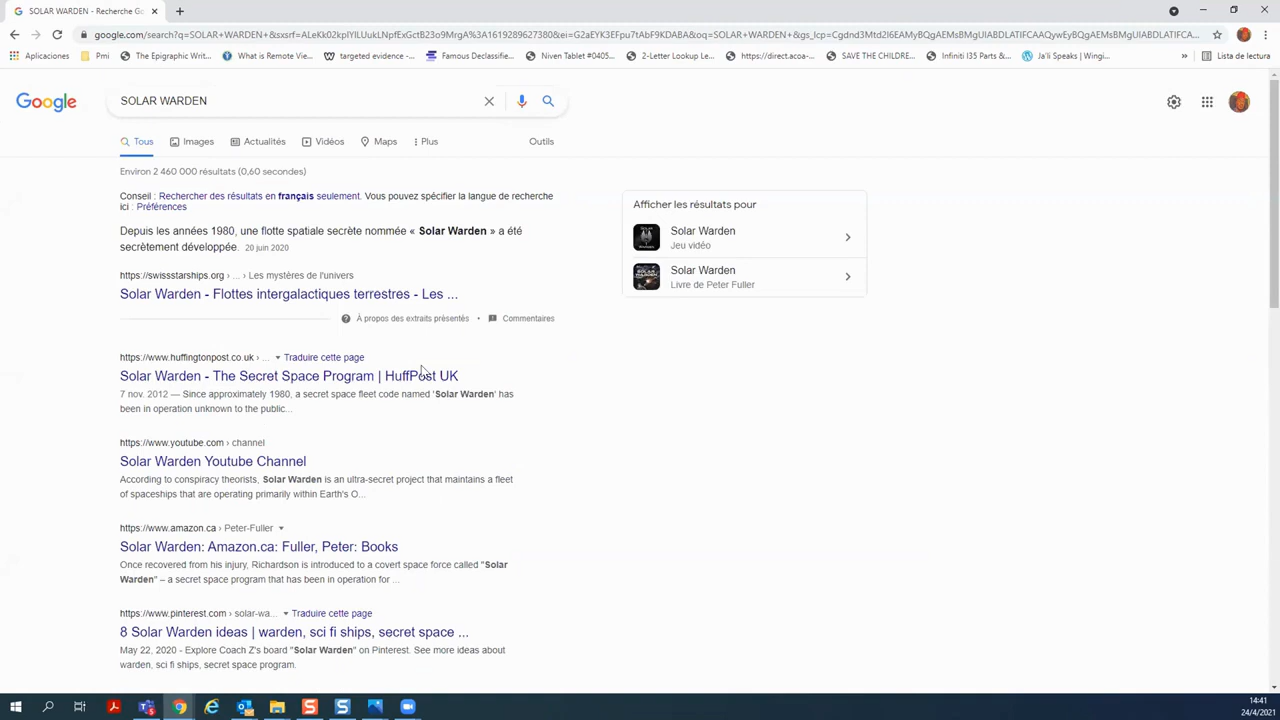 SOLAR WARDEN - Recherche Go
google.com/search?q=SOLAR+WARDEN+&sxsrf=ALeKk02kpIYlLUukLNpfExGctB23o9MrgA%3A1619289627380&ei=G2aEYK3EFpu7tAbF9KDABA&oq=SOLAR+WARDEN+&gs_lcp=Cgdnd3Mtd2l6EAMyBQgAEMsBMgUIABDLATIFCAAQywEyBQgAEMsBMgUIABDLATIFCAAQywEyBQgAEMsBMgUIABDLATIFCA...
Aplicaciones Pmi The Epigraphic Writ... What is Remote Vie... targeted evidence -... Famous Declassifie... Niven Tablet #0405... 2-Letter Lookup Le... https://direct.acoa-... SAVE THE CHILDRE... Infiniti I35 Parts &... Ja'li Speaks | Wingi... » Lista de lectura
Google
SOLAR WARDEN
Tous Images Actualités Vidéos Maps Plus Outils
Environ 2 460 000 résultats (0,60 secondes)
Conseil : Rechercher des résultats en français seulement. Vous pouvez spécifier la langue de recherche
ici : Préférences
Depuis les années 1980, une flotte spatiale secrète nommée « Solar Warden » a été
secrètement développée. 20 juin 2020
https://swissstarships.org › ... › Les mystères de l'univers
Solar Warden - Flottes intergalactiques terrestres - Les ...
À propos des extraits présentés • Commentaires
https://www.huffingtonpost.co.uk › ... Traduire cette page
Solar Warden - The Secret Space Program | HuffPost UK
7 nov. 2012 — Since approximately 1980, a secret space fleet code named 'Solar Warden' has
been in operation unknown to the public...
https://www.youtube.com › channel
Solar Warden Youtube Channel
According to conspiracy theorists, Solar Warden is an ultra-secret project that maintains a fleet
of spaceships that are operating primarily within Earth's O...
https://www.amazon.ca › Peter-Fuller
Solar Warden: Amazon.ca: Fuller, Peter: Books
Once recovered from his injury, Richardson is introduced to a covert space force called "Solar
Warden" – a secret space program that has been in operation for ...
https://www.pinterest.com › solar-wa... Traduire cette page
8 Solar Warden ideas | warden, sci fi ships, secret space ...
May 22, 2020 - Explore Coach Z's board "Solar Warden" on Pinterest. See more ideas about
warden, sci fi ships, secret space program.
Afficher les résultats pour
Solar Warden
Jeu vidéo
Solar Warden
Livre de Peter Fuller
14:41
24/4/2021